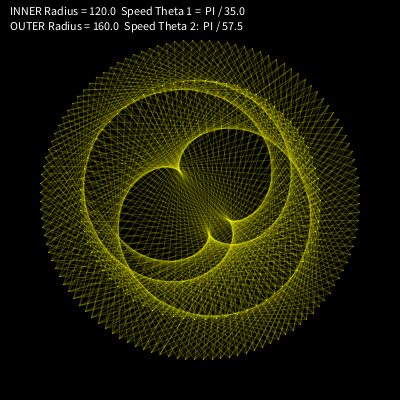 INNER Radius = 120.0  Speed Theta 1 =  PI / 35.0
OUTER Radius = 160.0  Speed Theta 2:  PI / 57.5